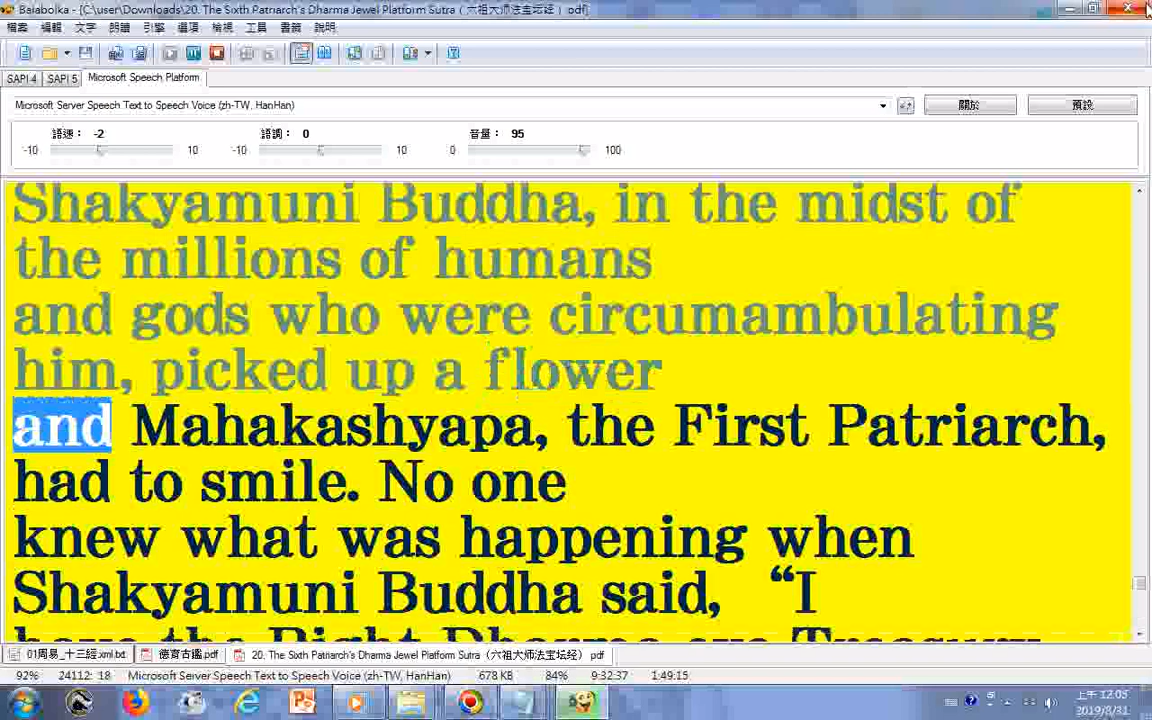 Balabolka - [C:\user\Downloads\20. The Sixth Patriarch's Dharma Jewel Platform Sutra（六祖大师法宝坛经） pdf]
檔案 編輯 文字 朗讀 引擎 選項 檢視 工具 書籤 說明
SAPI 4 SAPI 5 Microsoft Speech Platform
Microsoft Server Speech Text to Speech Voice (zh-TW, HanHan) 關於 預設
語速： -2 語調： 0 音量： 95
-10 10 -10 10 0 100
Shakyamuni Buddha, in the midst of
the millions of humans
and gods who were circumambulating
him, picked up a flower
and Mahakashyapa, the First Patriarch,
had to smile. No one
knew what was happening when
Shakyamuni Buddha said, “I
have the Right Dharma eye Treasury
01周易_十三經.xml.txt 德育古鑑.pdf 20. The Sixth Patriarch's Dharma Jewel Platform Sutra（六祖大师法宝坛经） pdf
92% 24112: 18 Microsoft Server Speech Text to Speech Voice (zh-TW, HanHan) 678 KB 84% 9:32:37 1:49:15
上午 12:05
2019/8/31